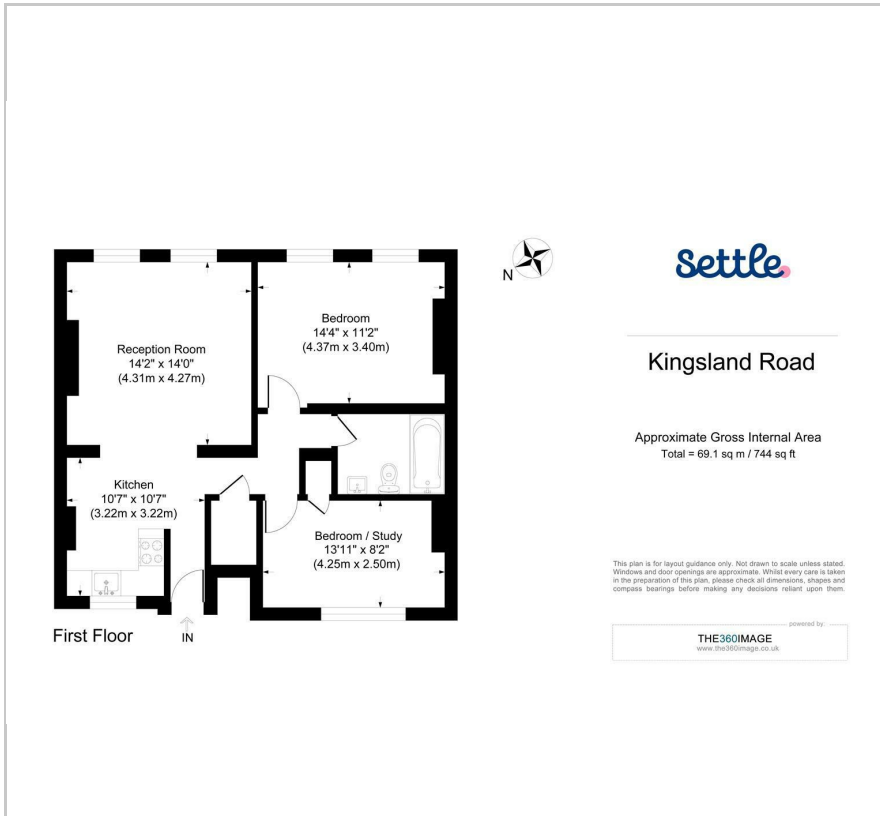 Reception Room
14'2" x 14'0"
(4.31m x 4.27m)
Bedroom
14'4" x 11'2"
(4.37m x 3.40m)
Kitchen
10'7" x 10'7"
(3.22m x 3.22m)
Bedroom / Study
13'11" x 8'2"
(4.25m x 2.50m)
First Floor
IN
N
settle
Kingsland Road
Approximate Gross Internal Area
Total = 69.1 sq m / 744 sq ft
This plan is for layout guidance only. Not drawn to scale unless stated.
Windows and door openings are approximate. Whilst every care is taken
in the preparation of this plan, please check all dimensions, shapes and
compass bearings before making any decisions reliant upon them.
powered by:
THE360IMAGE
www.the360image.co.uk